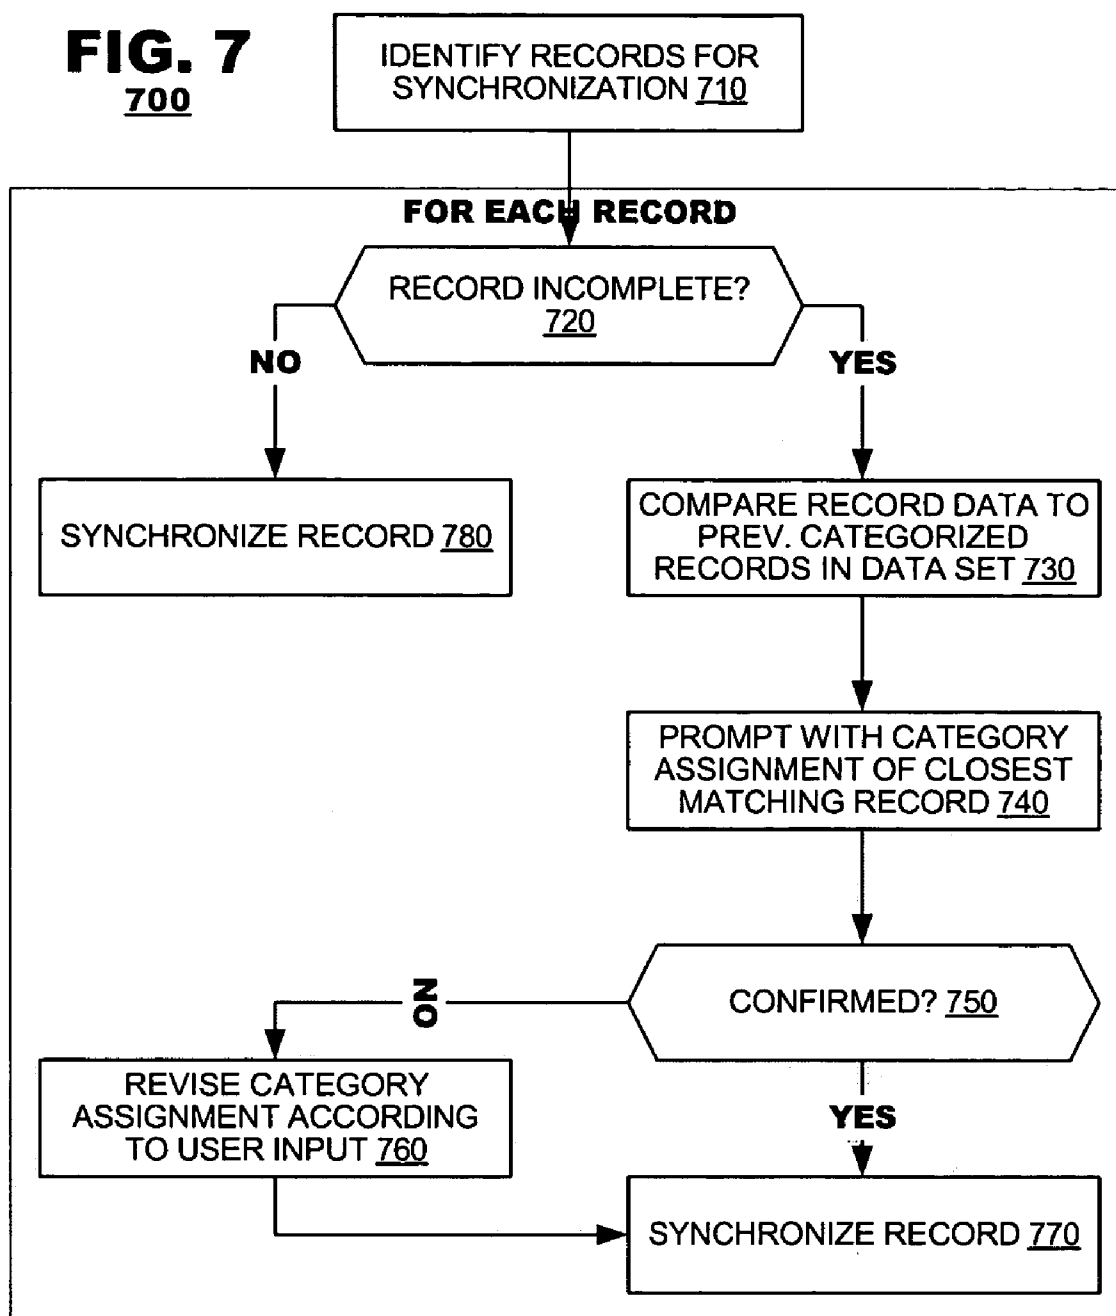 FIG. 7
700
IDENTIFY RECORDS FOR
SYNCHRONIZATION 710
FOR EACH RECORD
RECORD INCOMPLETE?
720
NO
YES
SYNCHRONIZE RECORD 780
COMPARE RECORD DATA TO
PREV. CATEGORIZED
RECORDS IN DATA SET 730
PROMPT WITH CATEGORY
ASSIGNMENT OF CLOSEST
MATCHING RECORD 740
CONFIRMED? 750
NO
REVISE CATEGORY
ASSIGNMENT ACCORDING
TO USER INPUT 760
YES
SYNCHRONIZE RECORD 770